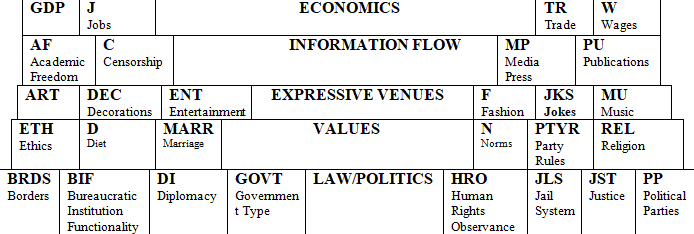 GDP J ECONOMICS TR W
Jobs Trade Wages
AF C INFORMATION FLOW MP PU
Academic Censorship Media Publications
Freedom Press
ART DEC ENT EXPRESSIVE VENUES F JKS MU
Decorations Entertainment Fashion Jokes Music
ETH D MARR VALUES N PTYR REL
Ethics Diet Marriage Norms Party Religion
Rules
BRDS BIF DI GOVT LAW/POLITICS HRO JLS JST PP
Borders Bureaucratic Diplomacy Governmen Human Jail Justice Political
Institution t Type Rights System Parties
Functionality Observance